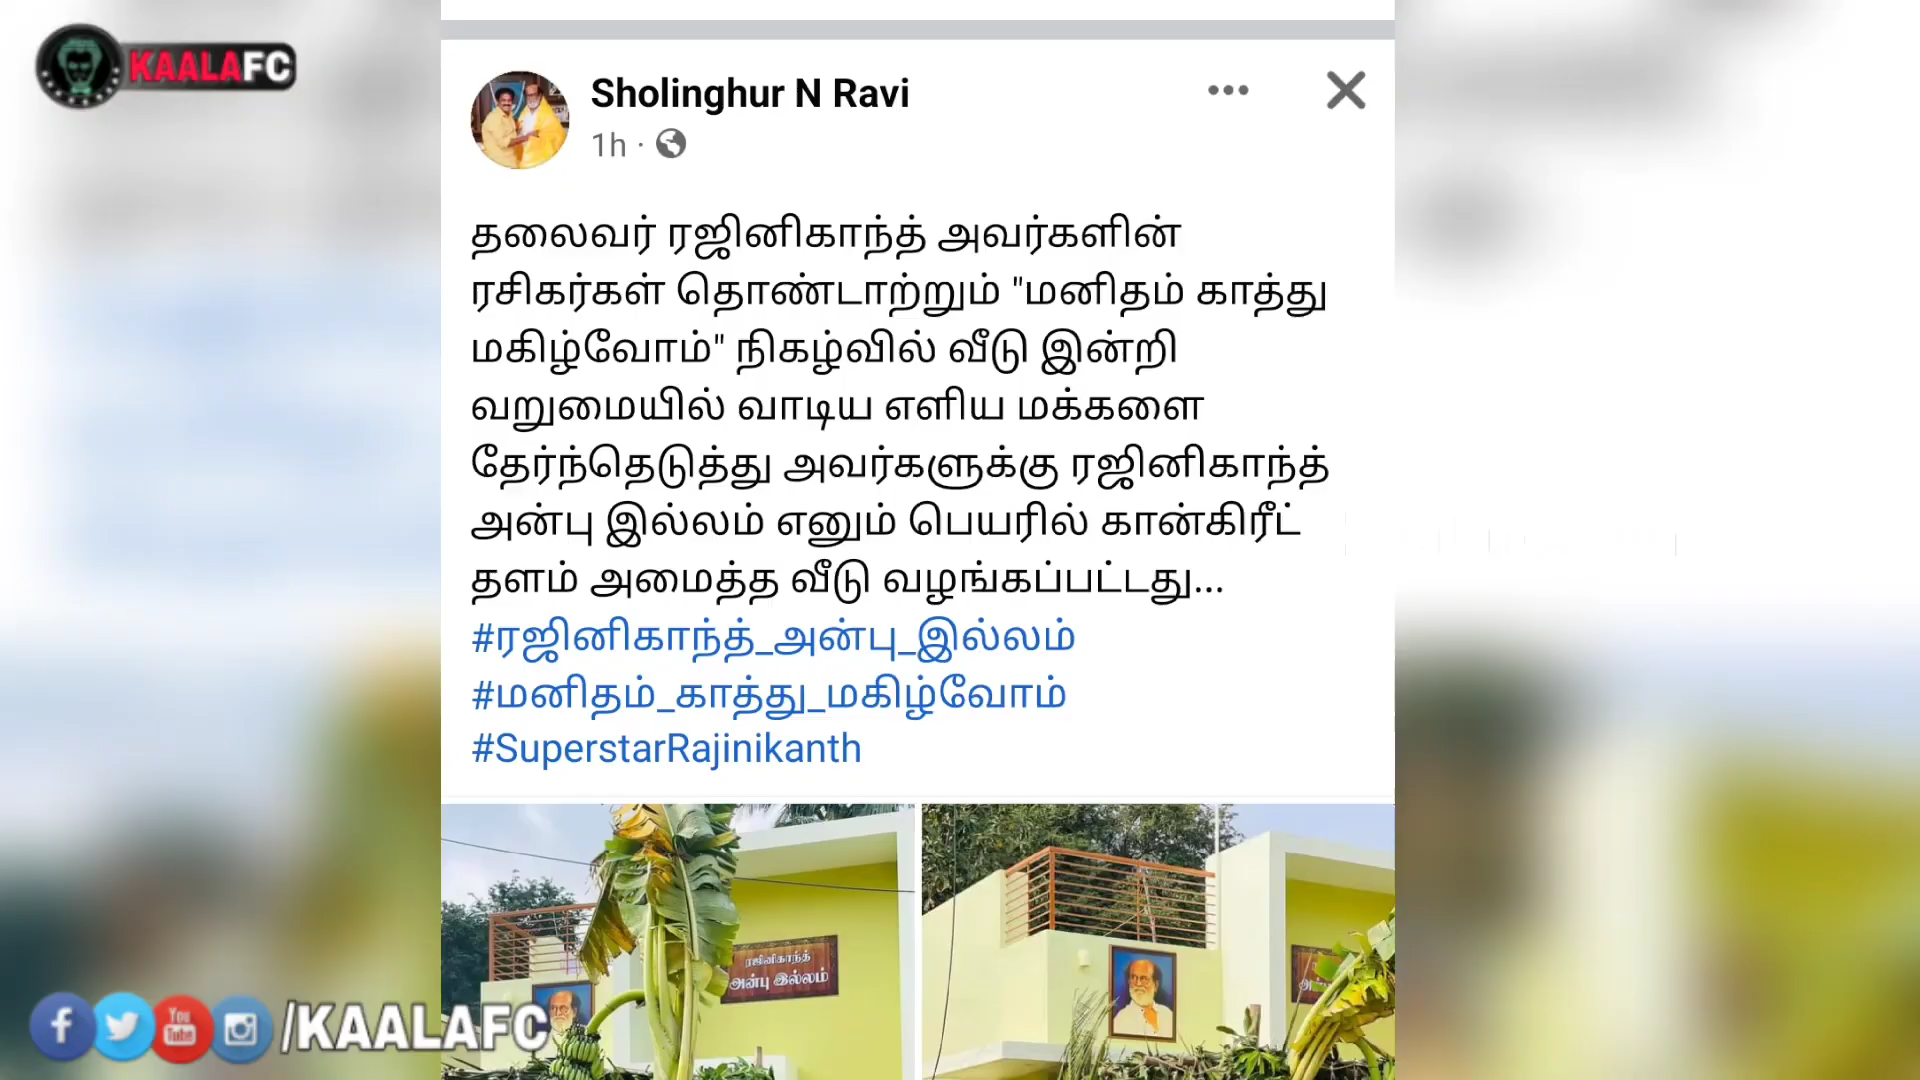 KAALAFC
Sholinghur N Ravi
1h ·
தலைவர் ரஜினிகாந்த் அவர்களின்
ரசிகர்கள் தொண்டாற்றும் "மனிதம் காத்து
மகிழ்வோம்" நிகழ்வில் வீடு இன்றி
வறுமையில் வாடிய எளிய மக்களை
தேர்ந்தெடுத்து அவர்களுக்கு ரஜினிகாந்த்
அன்பு இல்லம் எனும் பெயரில் கான்கிரீட்
தளம் அமைத்த வீடு வழங்கப்பட்டது...
#ரஜினிகாந்த்_அன்பு_இல்லம்
#மனிதம்_காத்து_மகிழ்வோம்
#SuperstarRajinikanth
ரஜினிகாந்த்
அன்பு இல்லம்
You
Tube
/KAALAFC